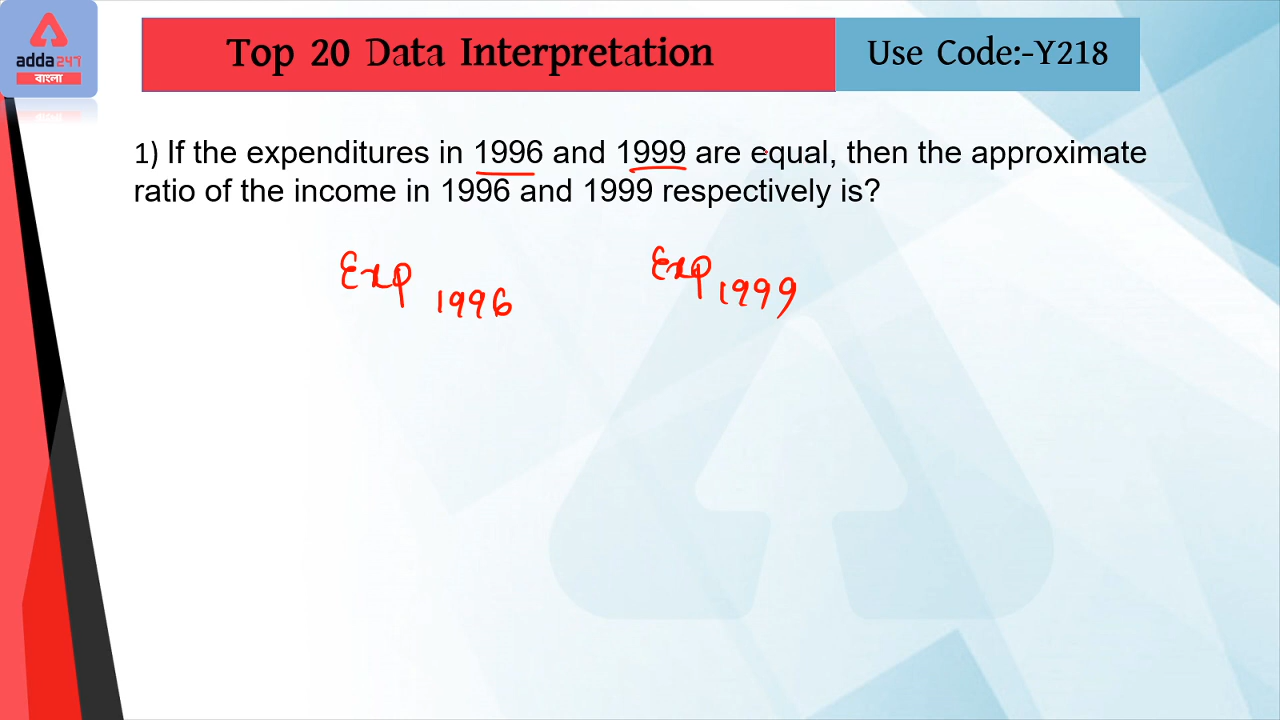 adda247
বাংলা
Top 20 Data Interpretation
Use Code:-Y218
1) If the expenditures in 1996 and 1999 are equal, then the approximate
ratio of the income in 1996 and 1999 respectively is?
Exp 1996
Exp 1999